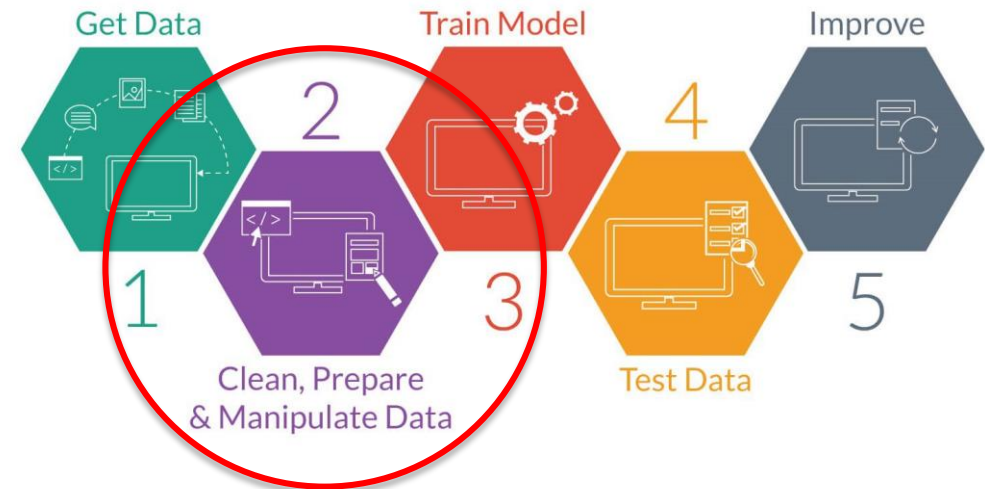 Get Data
Train Model
Improve
2
4
</>
</>
1
3
5
Clean, Prepare
& Manipulate Data
Test Data